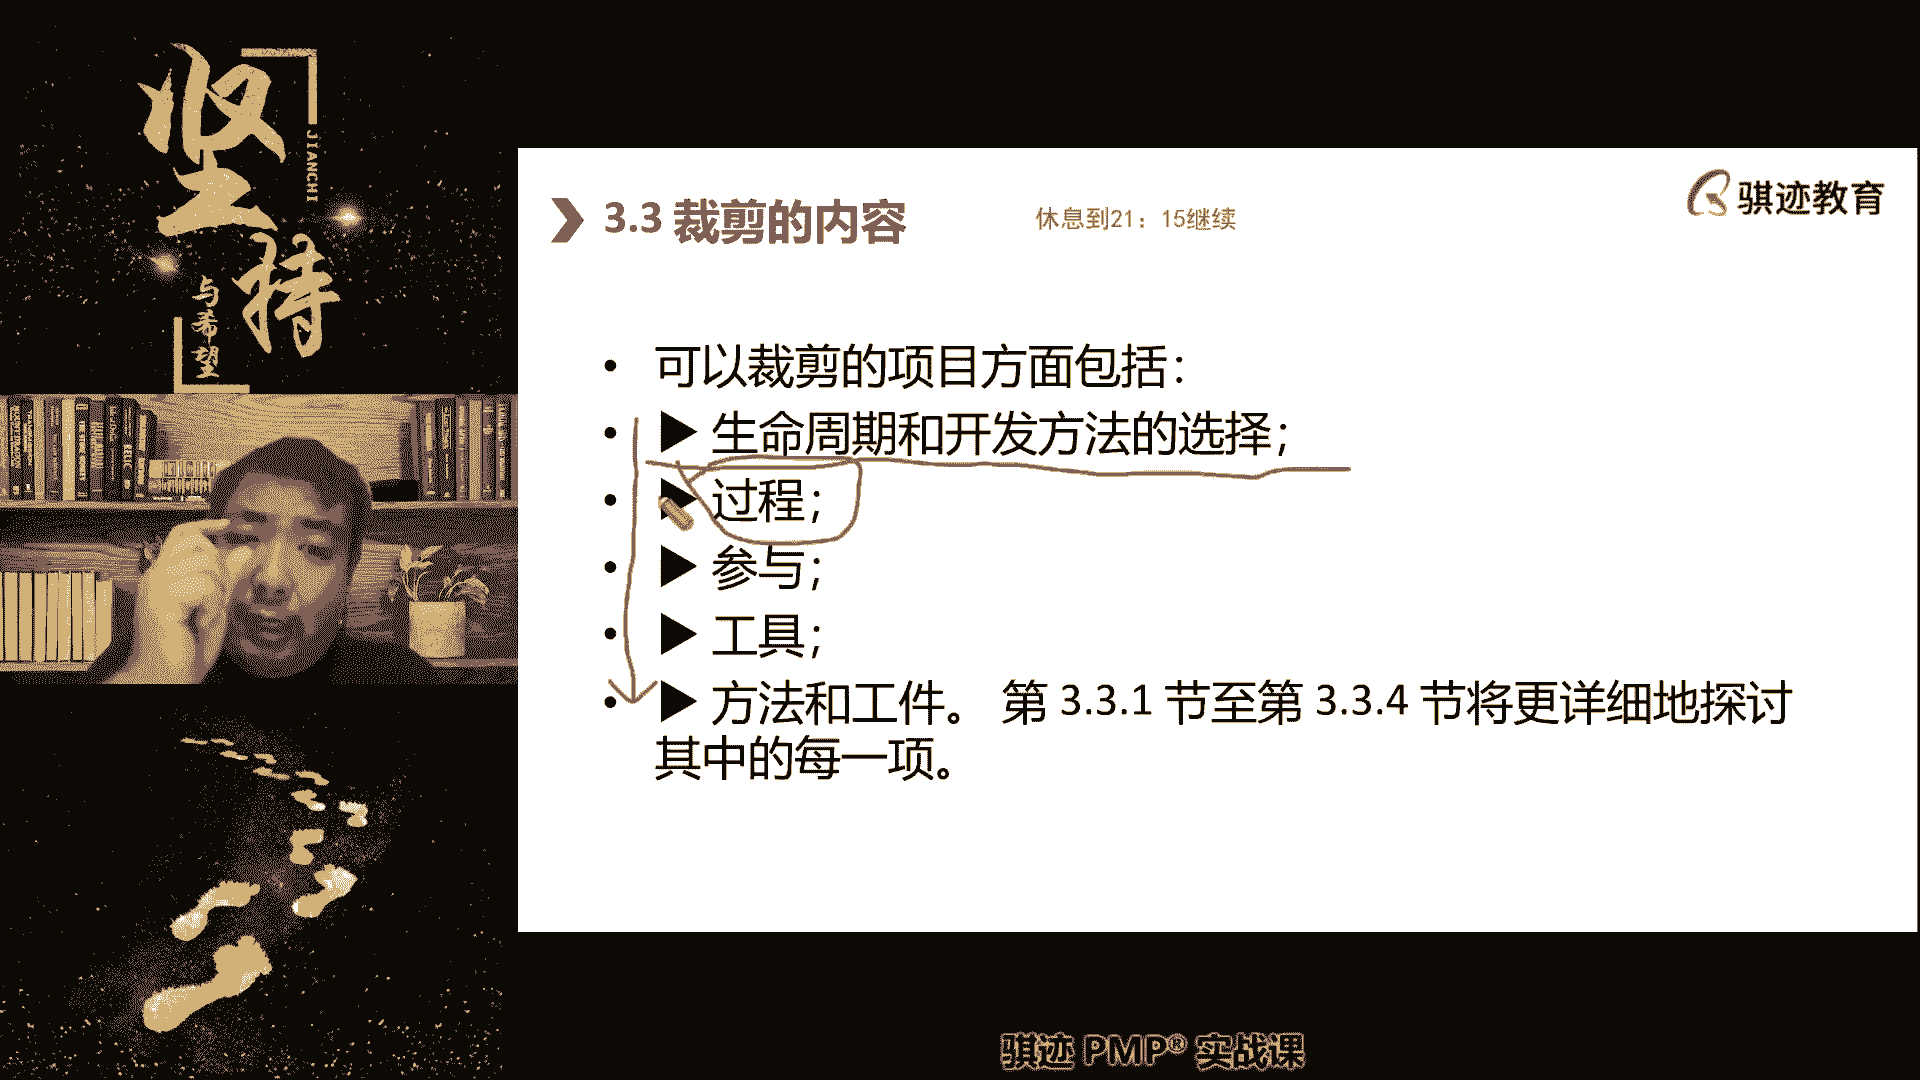 坚持
JIANCHI
与希望
3.3 裁剪的内容
休息到21：15继续
骐迹教育
• 可以裁剪的项目方面包括：
• ▶ 生命周期和开发方法的选择；
• ▶ 过程；
• ▶ 参与；
• ▶ 工具；
• ▶ 方法和工件。 第 3.3.1 节至第 3.3.4 节将更详细地探讨
其中的每一项。
骐迹 PMP® 实战课